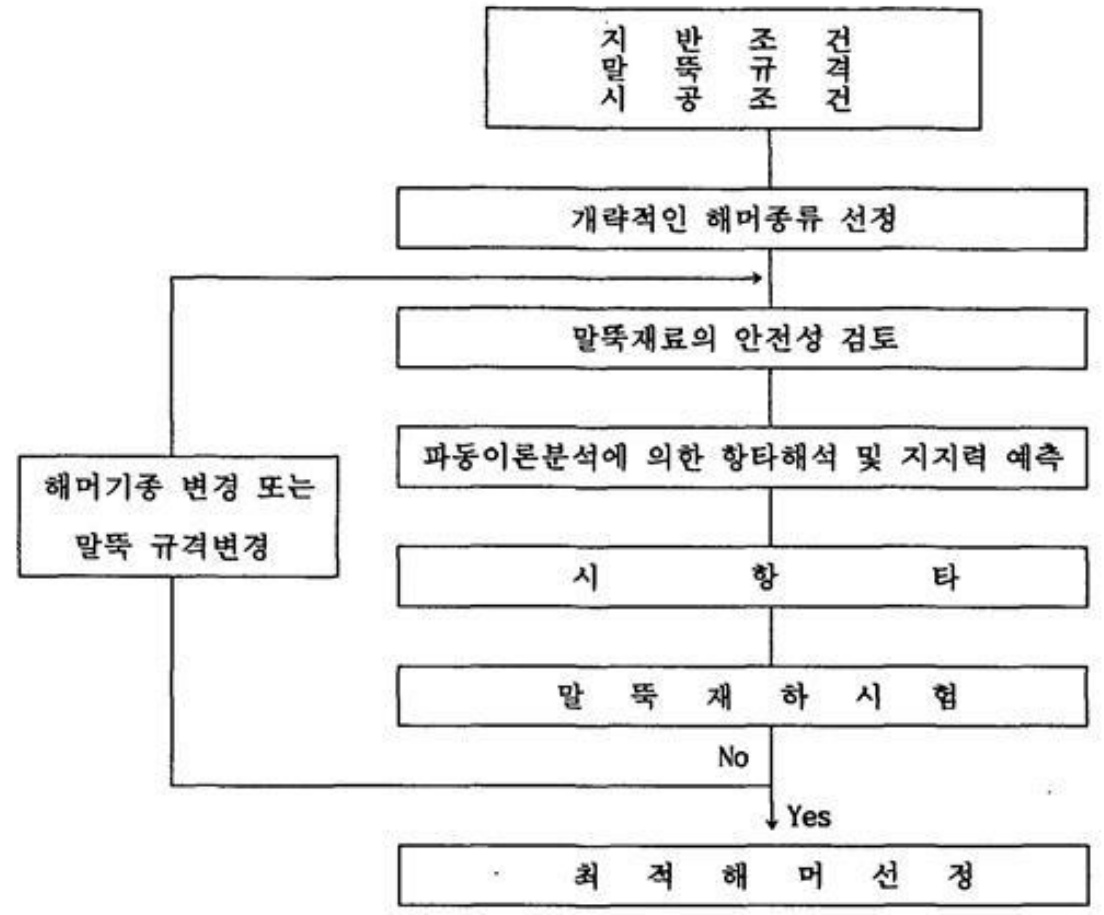 지 반 조 건
말 뚝 규 격
시 공 조 건
개략적인 해머종류 선정
말뚝재료의 안전성 검토
파동이론분석에 의한 항타해석 및 지지력 예측
해머기종 변경 또는
말뚝 규격변경
시 항 타
말 뚝 재 하 시 험
No
Yes
최 적 해 머 선 정